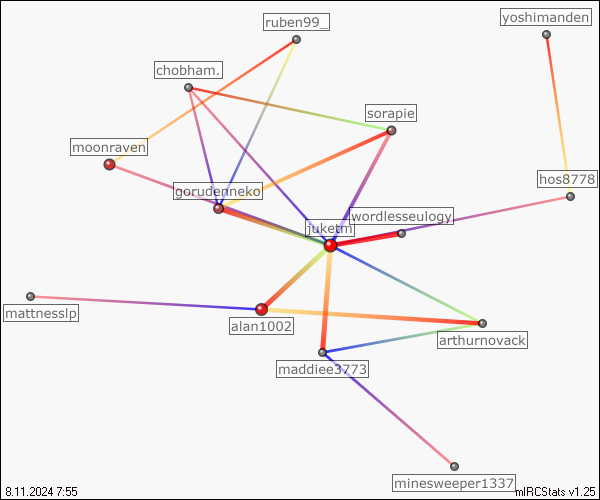 ruben99_
yoshimanden
chobham.
sorapie
moonraven
hos8778
gorudenneko
wordlesseulogy
juketm
mattnesslp
alan1002
arthurnovack
maddiee3773
minesweeper1337
8.11.2024 7:55
mIRCStats v1.25